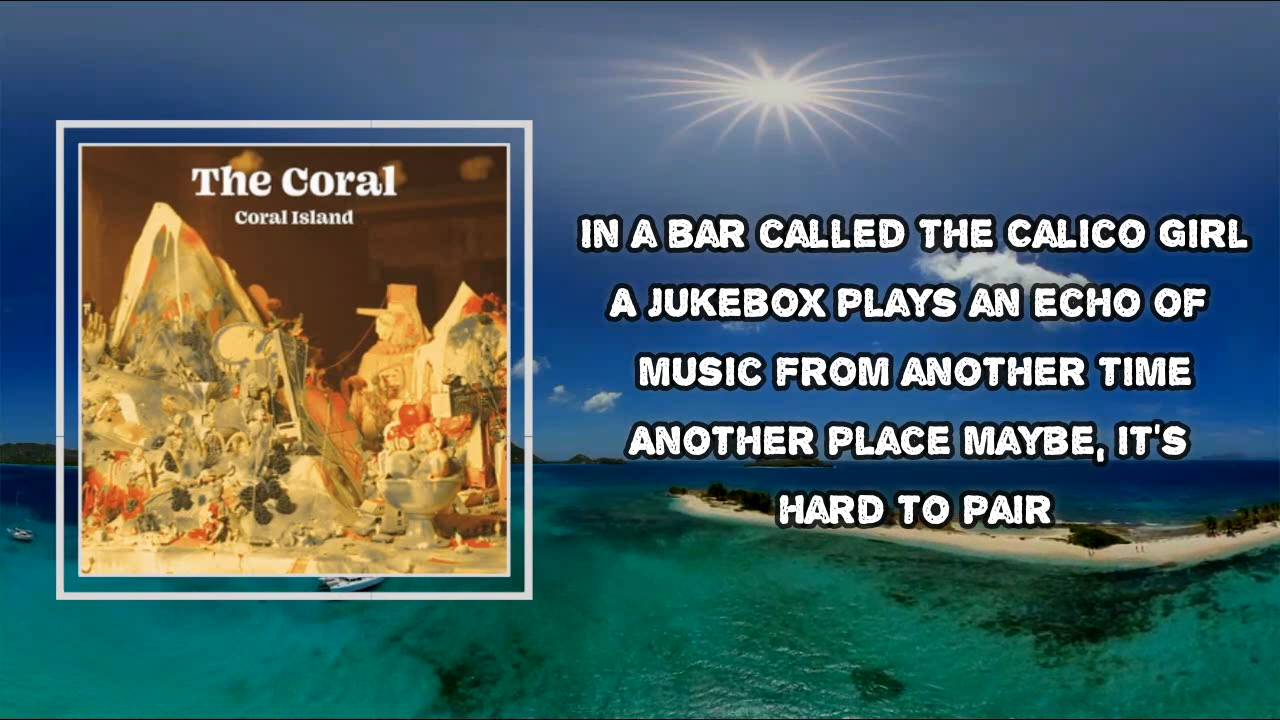 The Coral
Coral Island
IN A BAR CALLED THE CALICO GIRL
A JUKEBOX PLAYS AN ECHO OF
MUSIC FROM ANOTHER TIME
ANOTHER PLACE MAYBE, IT'S
HARD TO PAIR